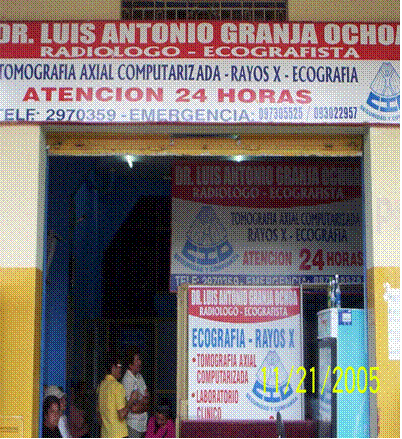 DR. LUIS ANTONIO GRANJA OCHOA
RADIOLOGO - ECOGRAFISTA
TOMOGRAFIA AXIAL COMPUTARIZADA - RAYOS X - ECOGRAFIA
ATENCION 24 HORAS
TELF: 2970359 - EMERGENCIA: 097305525 / 093022957
DR. LUIS ANTONIO GRANJA OCHOA
RADIOLOGO - ECOGRAFISTA
TOMOGRAFIA AXIAL COMPUTARIZADA
RAYOS X - ECOGRAFIA
ATENCION 24 HORAS
TELF: 2970359 - EMERGENCIA:
DR. LUIS ANTONIO GRANJA OCHOA
RADIOLOGO - ECOGRAFISTA
ECOGRAFIA - RAYOS X
• TOMOGRAFIA AXIAL
COMPUTARIZADA
• LABORATORIO
CLINICO
11/21/2005